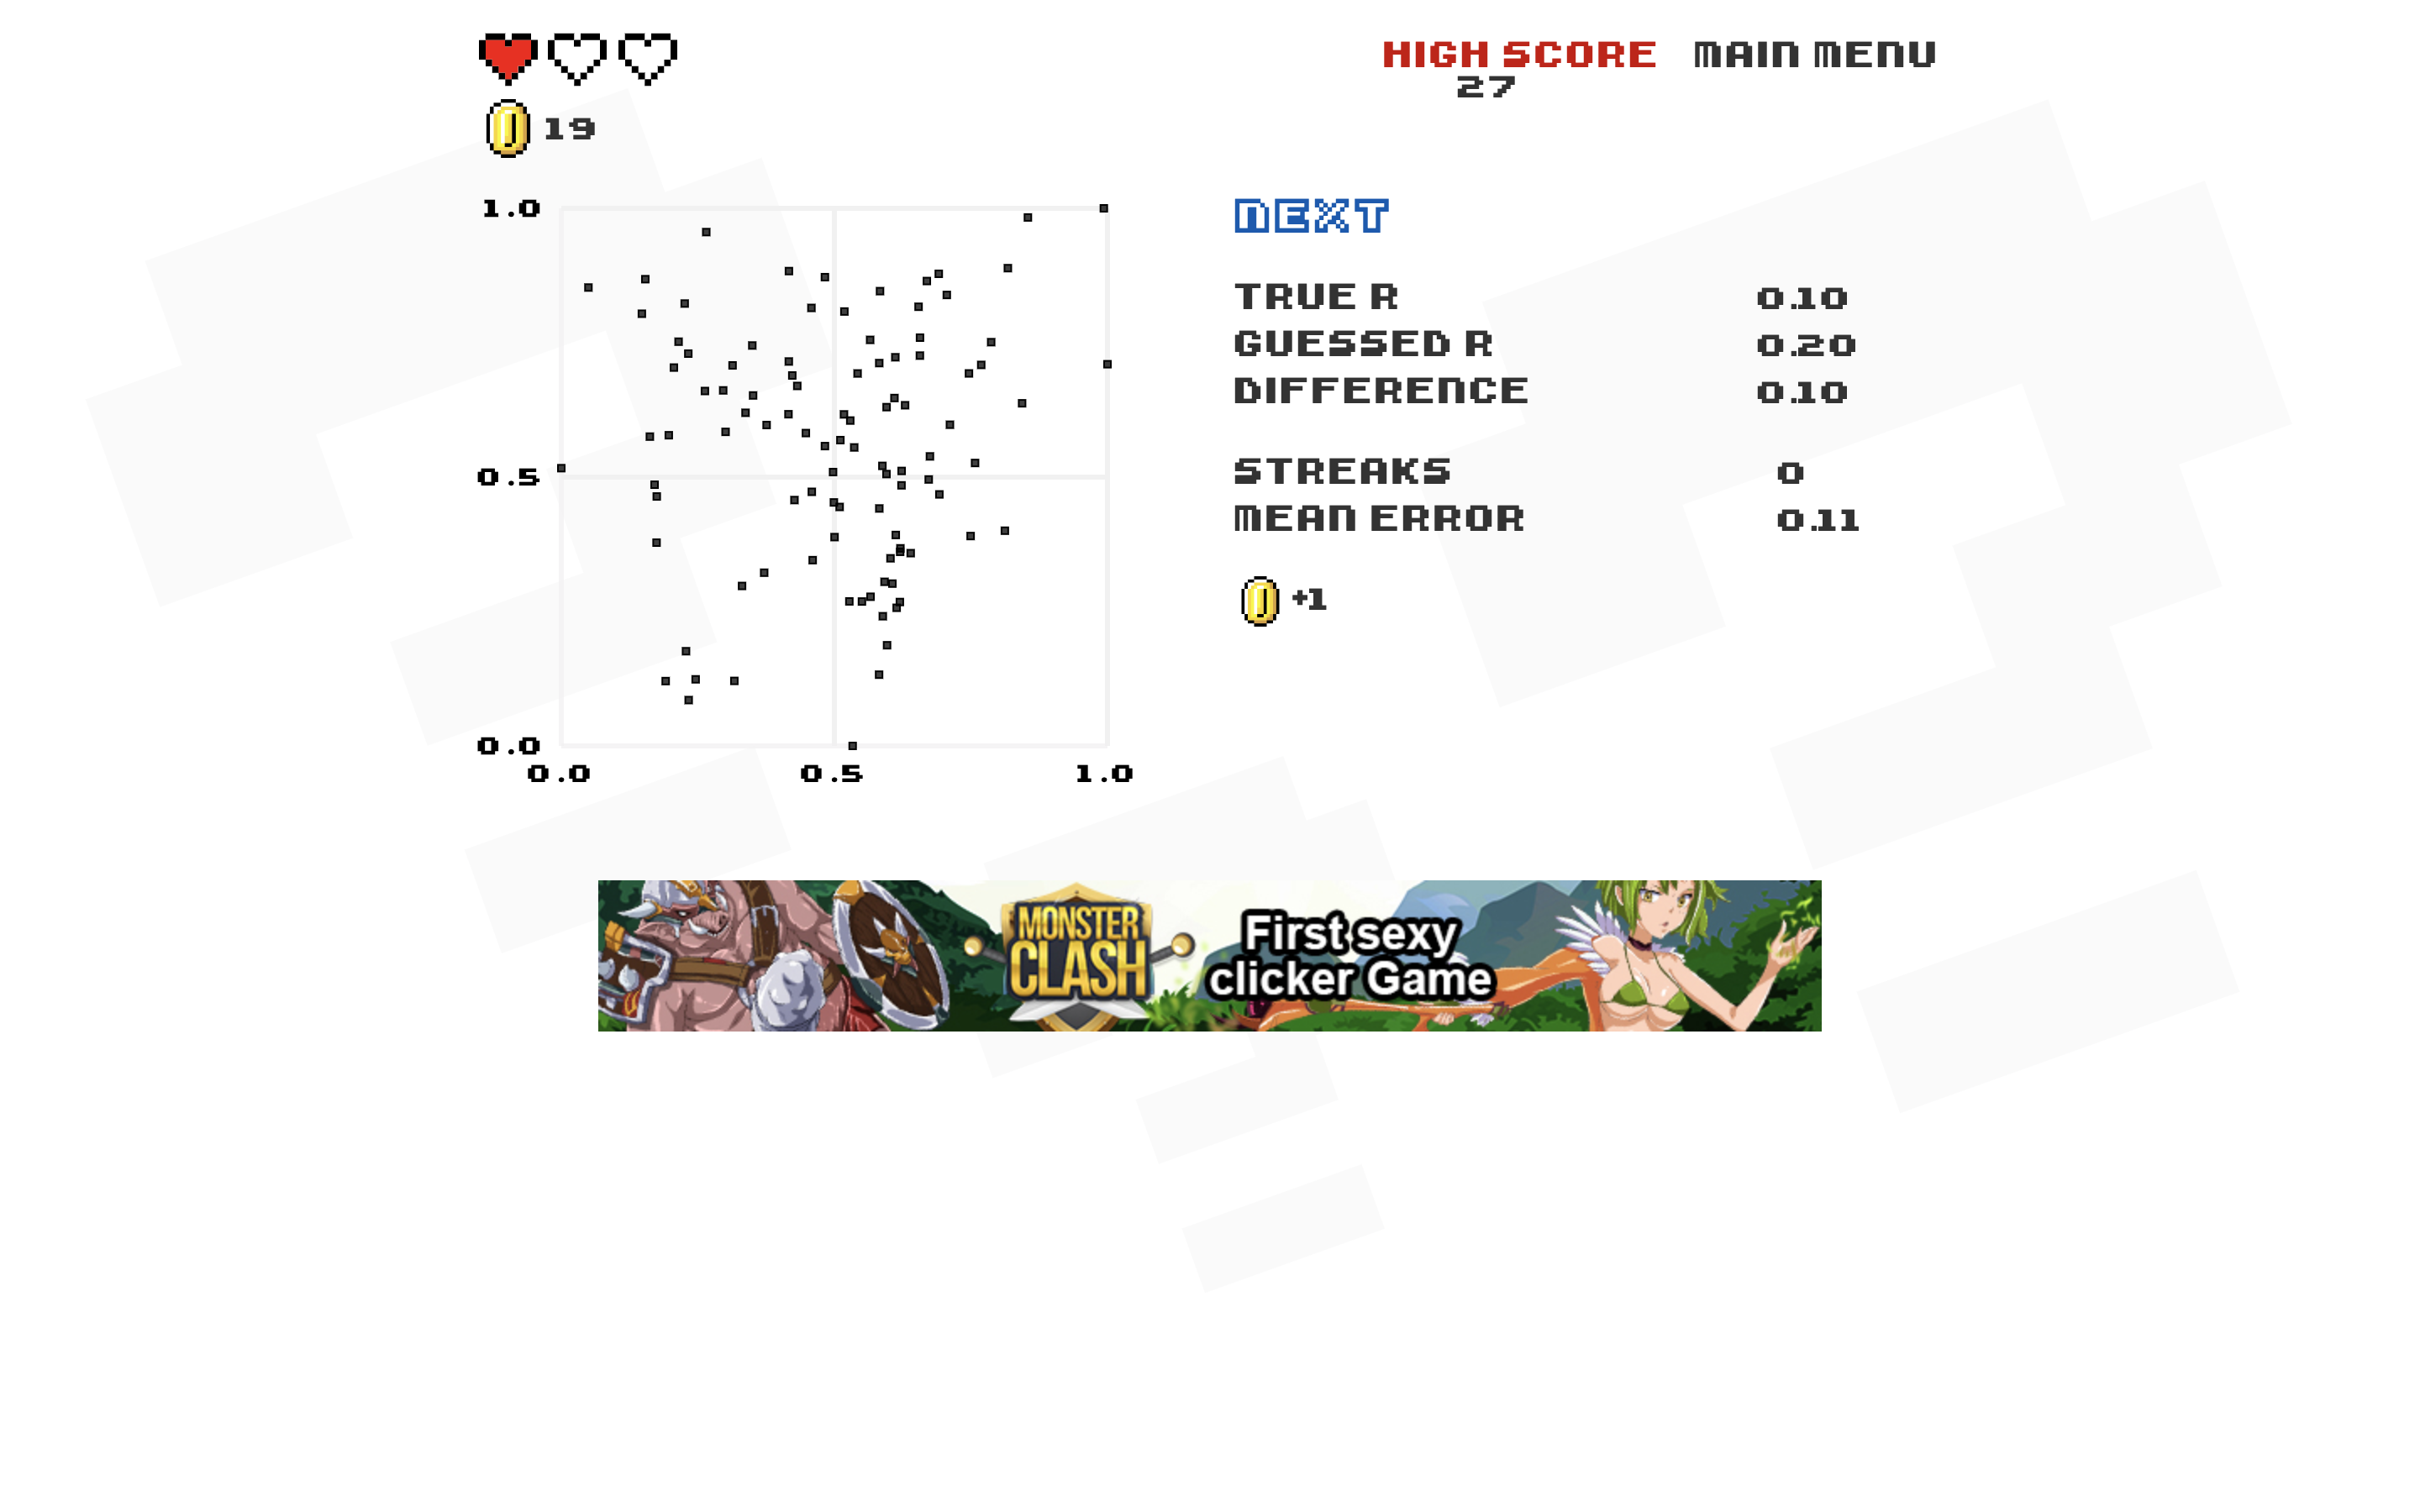 HIGH SCORE MAIN MENU
27
19
1.0
0.5
0.0
0.0 0.5 1.0
NEXT
TRUE R 0.10
GUESSED R 0.20
DIFFERENCE 0.10
STREAKS 0
MEAN ERROR 0.11
+1
MONSTER
CLASH
First sexy
clicker Game